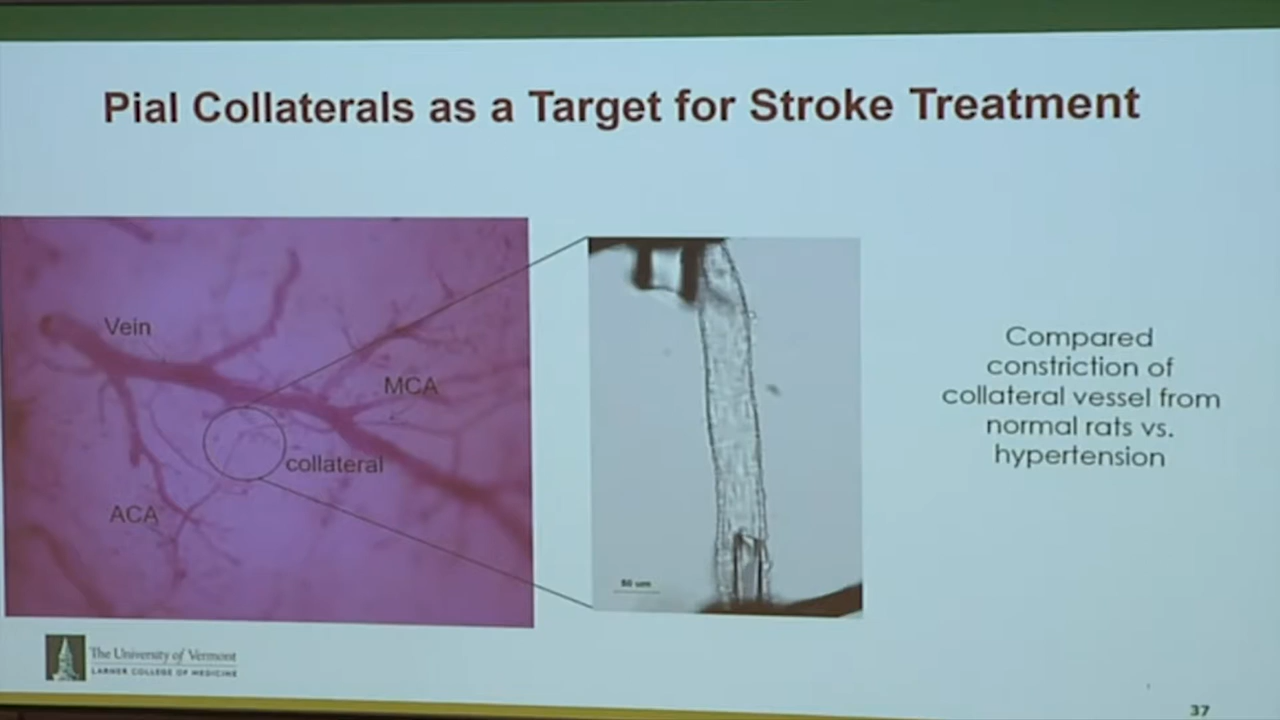 Pial Collaterals as a Target for Stroke Treatment
Vein
MCA
collateral
ACA
50 um
Compared
constriction of
collateral vessel from
normal rats vs.
hypertension
The University of Vermont
LARNER COLLEGE OF MEDICINE
37